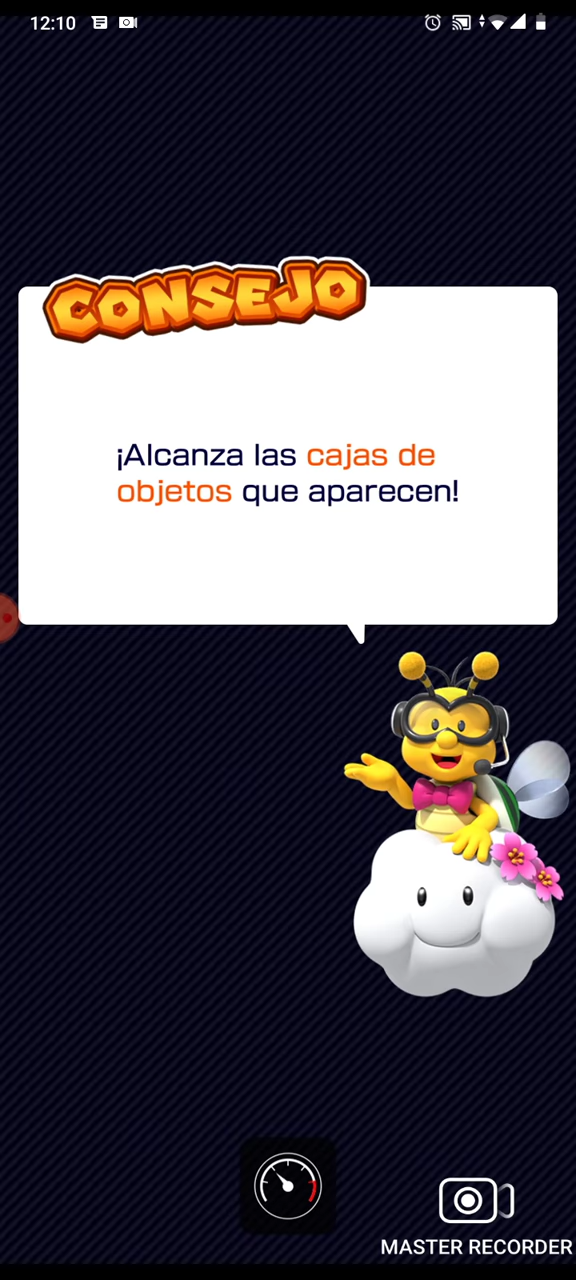 12:10
CONSEJO
¡Alcanza las cajas de
objetos que aparecen!
MASTER RECORDER